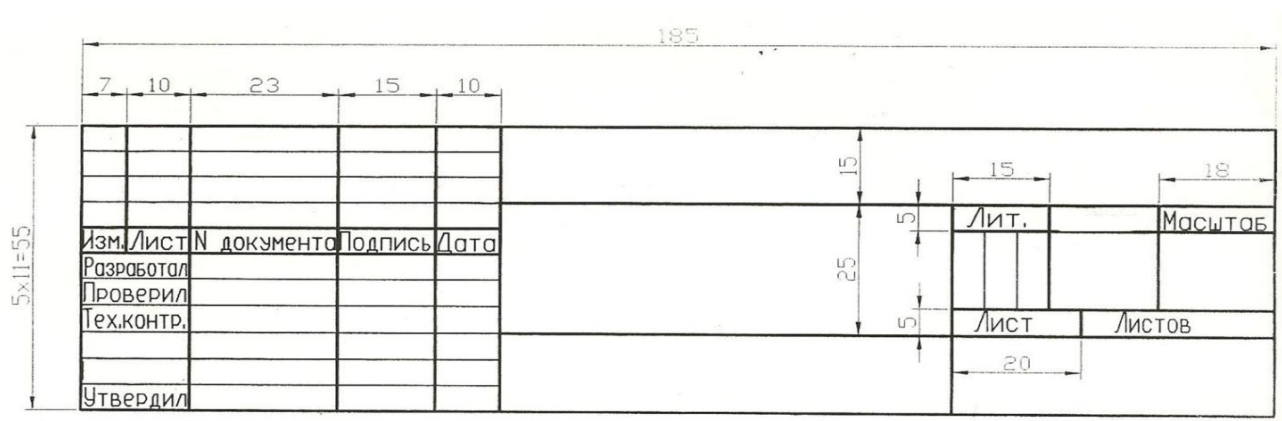 185
7 10 23 15 10
15
15 18
5 Лит. Масштаб
5x11=55
Изм. Лист N документа Подпись Дата
25
Разработал
Проверил
Тех.контр. 5 Лист Листов
20
Утвердил